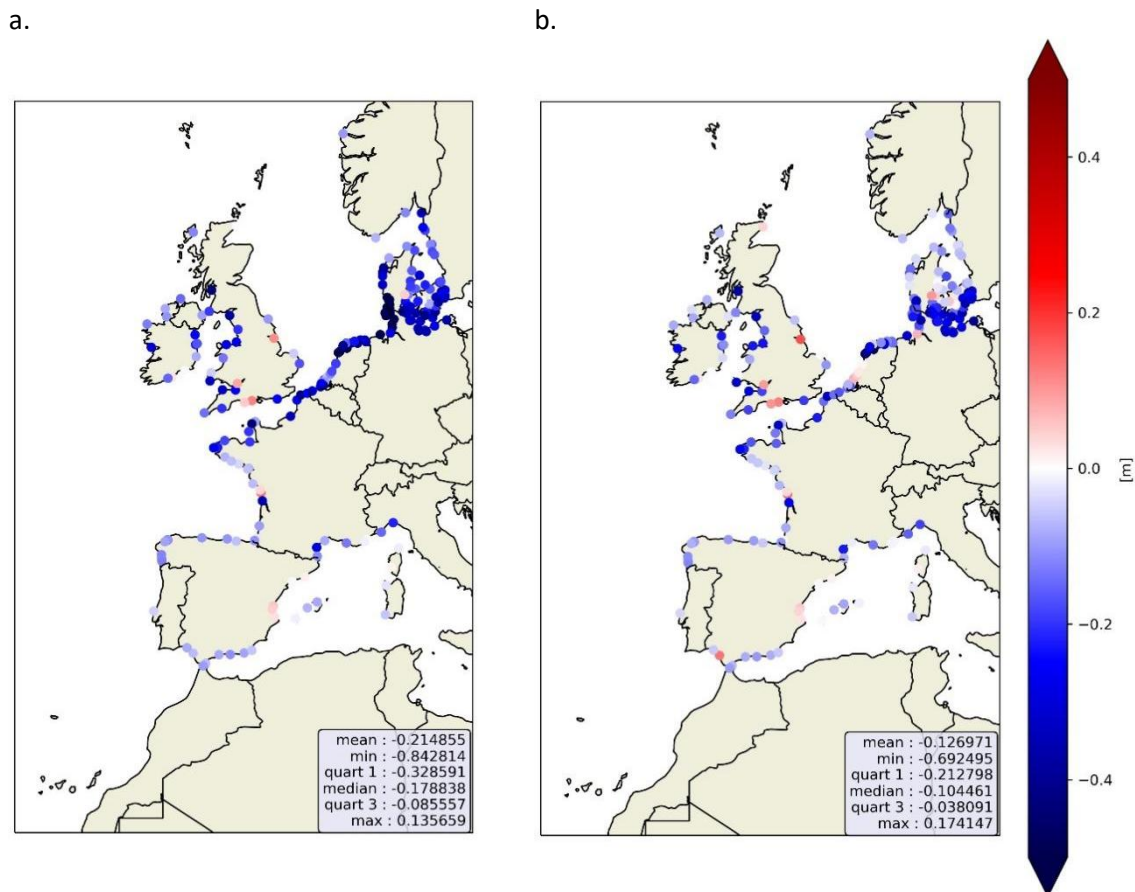 a.
b.
mean : -0.214855
min : -0.842814
quart 1 : -0.328591
median : -0.178838
quart 3 : -0.085557
max : 0.135659
mean : -0.126971
min : -0.692495
quart 1 : -0.212798
median : -0.104461
quart 3 : -0.038091
max : 0.174147
0.4
0.2
0.0
−0.2
−0.4
[m]